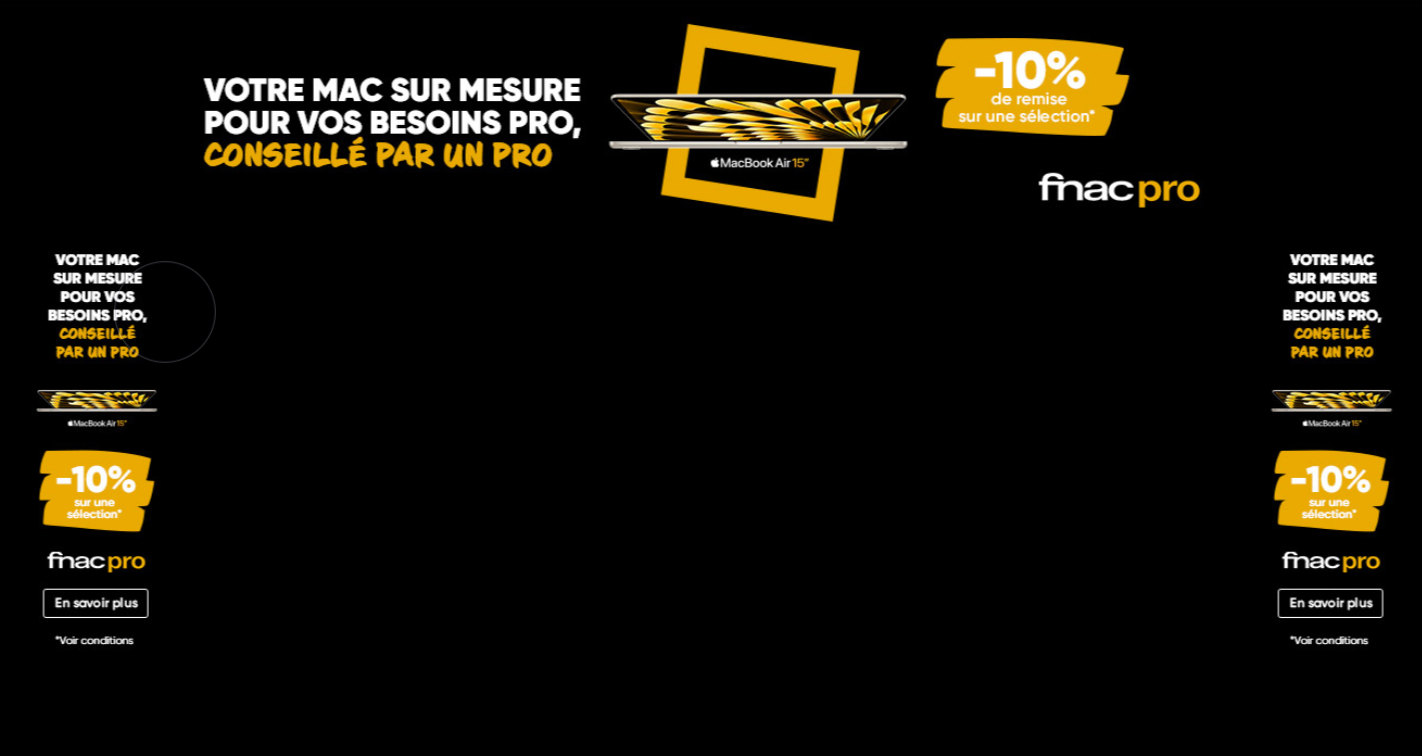 VOTRE MAC SUR MESURE
POUR VOS BESOINS PRO,
CONSEILLÉ PAR UN PRO
MacBook Air 15"
-10%
de remise
sur une sélection*
fnac pro
VOTRE MAC
SUR MESURE
POUR VOS
BESOINS PRO,
CONSEILLÉ
PAR UN PRO
MacBook Air 15"
-10%
sur une
sélection*
fnac pro
En savoir plus
*Voir conditions
VOTRE MAC
SUR MESURE
POUR VOS
BESOINS PRO,
CONSEILLÉ
PAR UN PRO
MacBook Air 15"
-10%
sur une
sélection*
fnac pro
En savoir plus
*Voir conditions